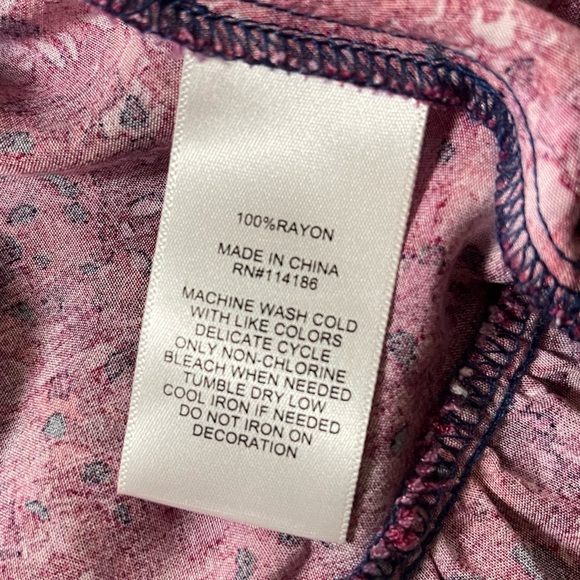 100%RAYON
MADE IN CHINA
RN#114186
MACHINE WASH COLD
WITH LIKE COLORS
DELICATE CYCLE
ONLY NON-CHLORINE
BLEACH WHEN NEEDED
TUMBLE DRY LOW
COOL IRON IF NEEDED
DO NOT IRON ON
DECORATION